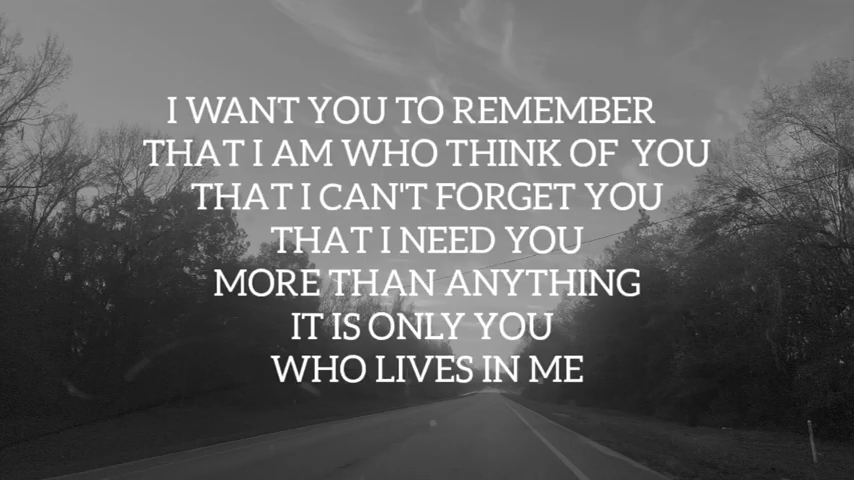 I WANT YOU TO REMEMBER
THAT I AM WHO THINK OF YOU
THAT I CAN'T FORGET YOU
THAT I NEED YOU
MORE THAN ANYTHING
IT IS ONLY YOU
WHO LIVES IN ME